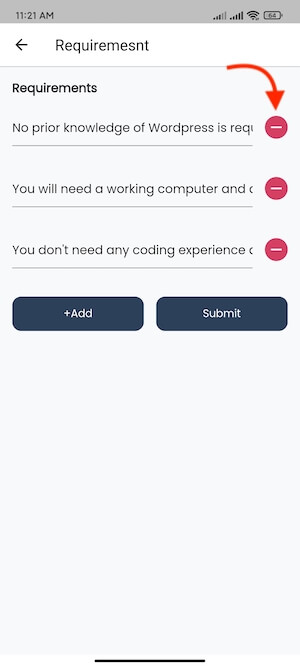 11:21 AM
64
Requiremesnt
Requirements
No prior knowledge of Wordpress is
You will need a working computer and
You don't need any coding experience
+Add
Submit